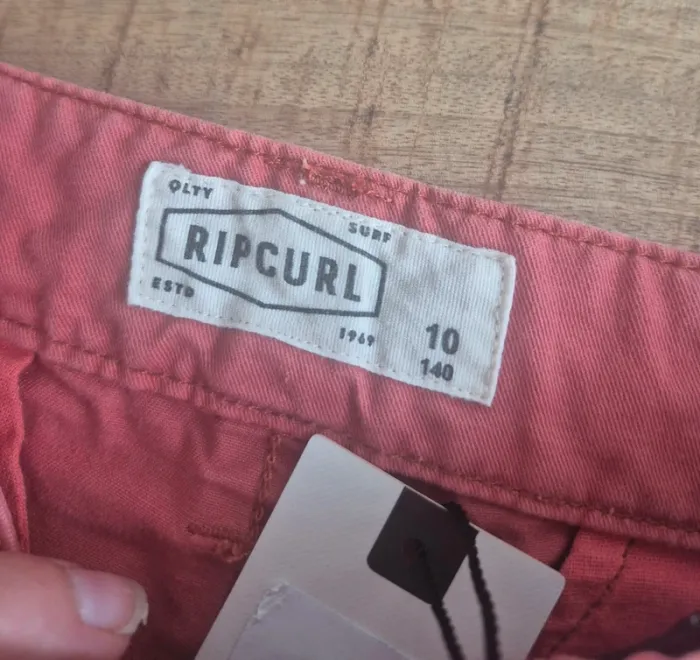 QLTY
SURF
RIPCURL
ESTD
1969
10
140